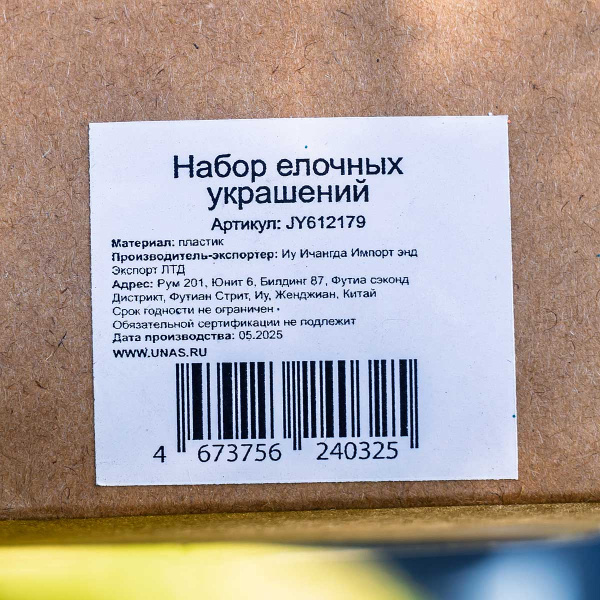 Набор елочных
украшений
Артикул: JY612179
Материал: пластик
Производитель-экспортер: Иу Ичангда Импорт энд
Экспорт ЛТД
Адрес: Рум 201, Юнит 6, Билдинг 87, Футиа сэконд
Дистрикт, Футиан Стрит, Иу, Женджиан, Китай
Срок годности не ограничен
Обязательной сертификации не подлежит
Дата производства: 05.2025
WWW.UNAS.RU
4 673756 240325